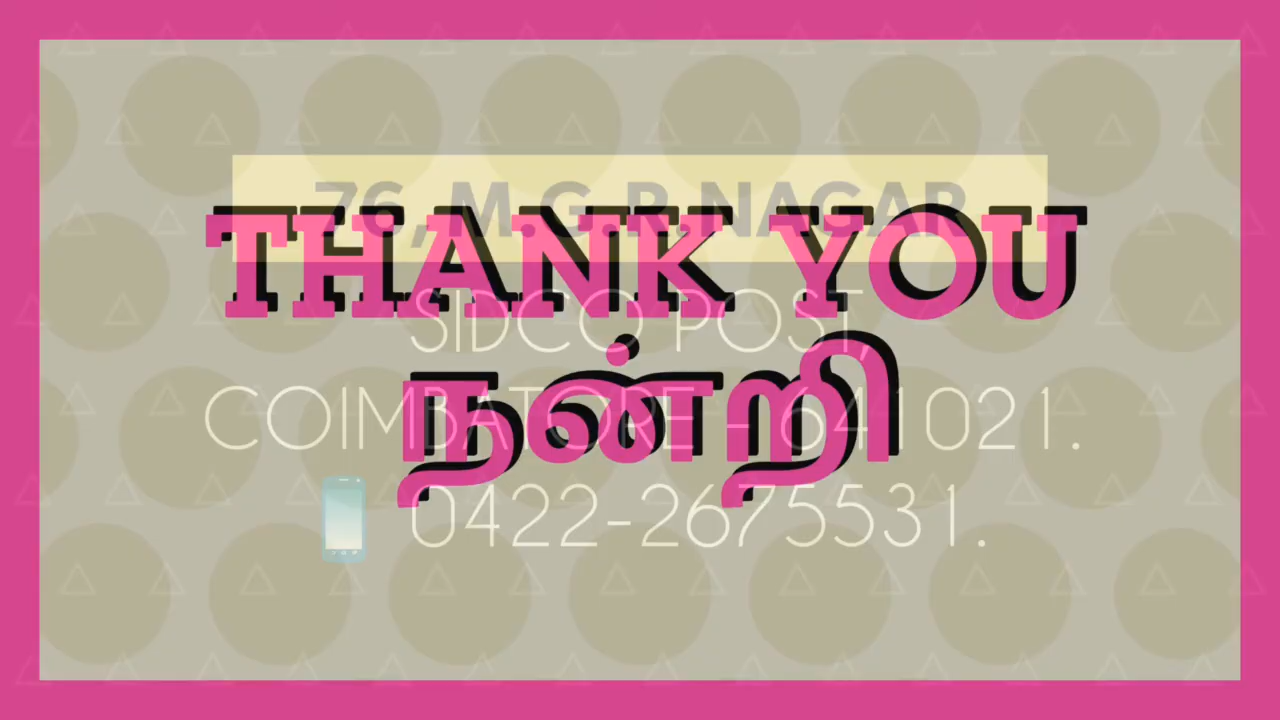 76,M.G.R.NAGAR
THANK YOU
SIDCO POST,
நன்றி
COIMBATORE - 641021.
0422-2675531.